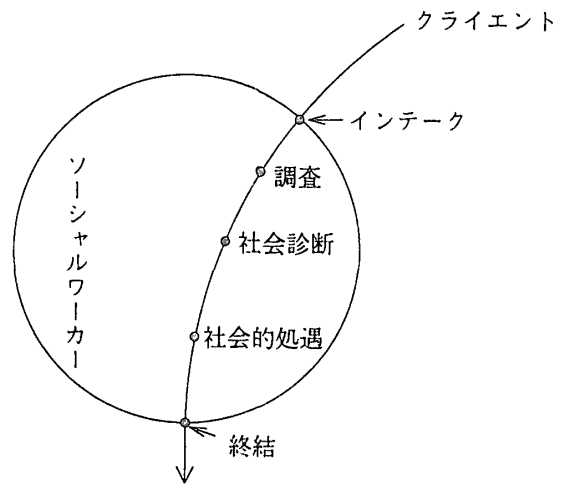 クライエント
インテーク
調査
ソーシャルワーカー
社会診断
社会的処遇
終結